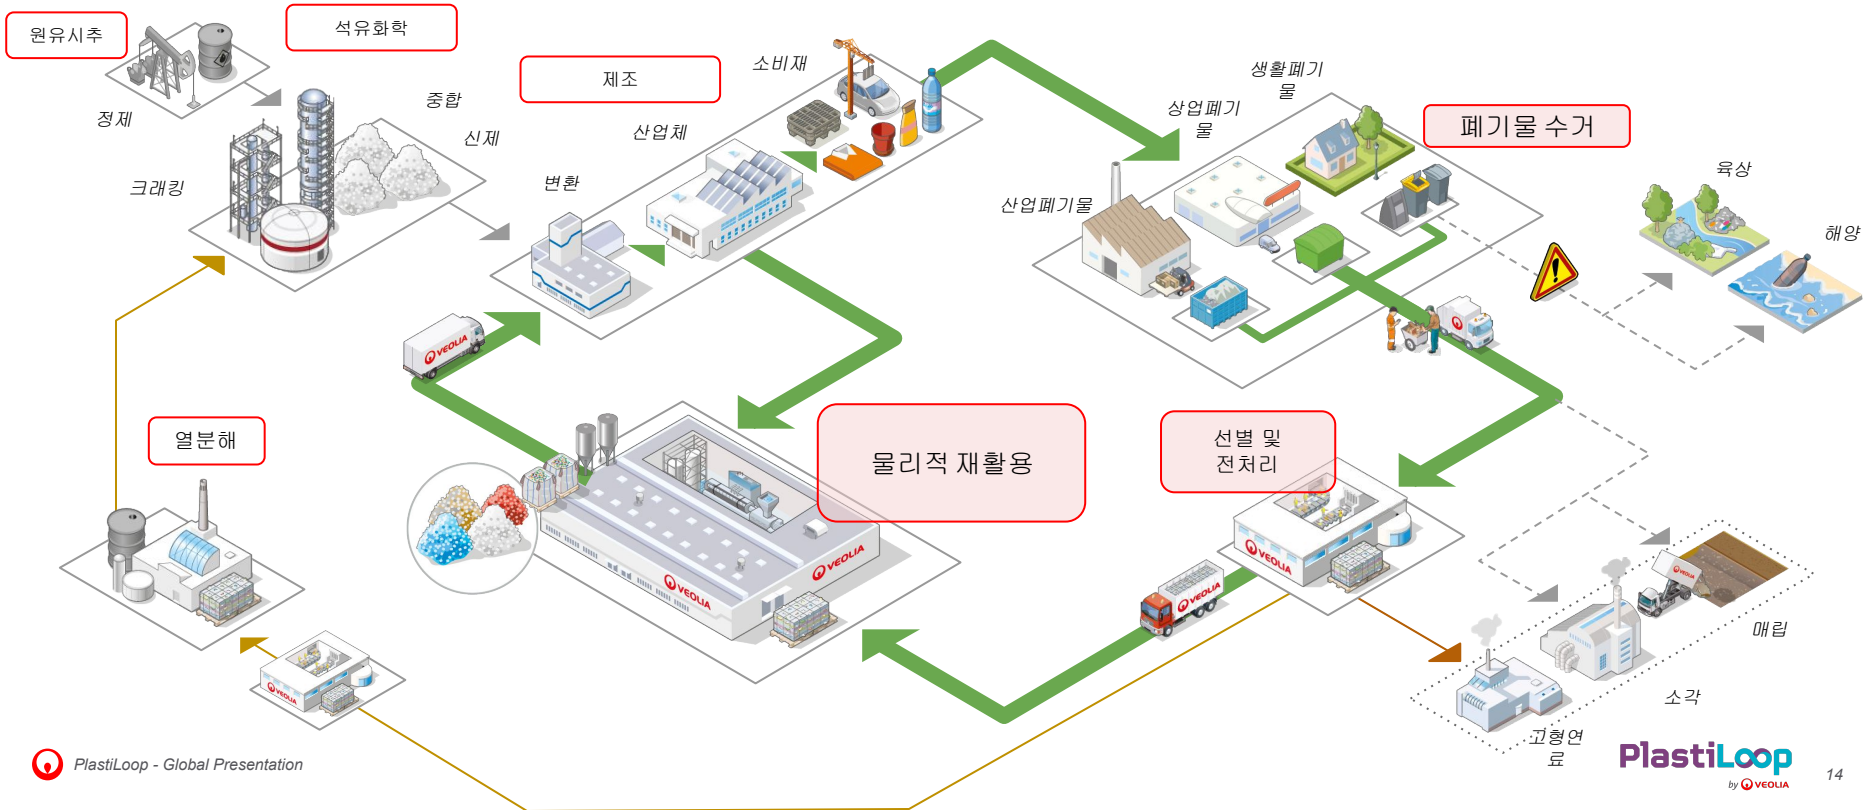 원유시추
석유화학
정제
중합
신제
크래킹
제조
소비재
산업체
변환
생활폐기
물
상업폐기
물
산업폐기물
폐기물 수거
육상
해양
VEOLIA
열분해
물리적 재활용
선별 및
전처리
VEOLIA
VEOLIA
VEOLIA
VEOLIA
VEOLIA
VEOLIA
매립
소각
고형연
료
PlastiLoop - Global Presentation
PlastiLoop
by VEOLIA
14